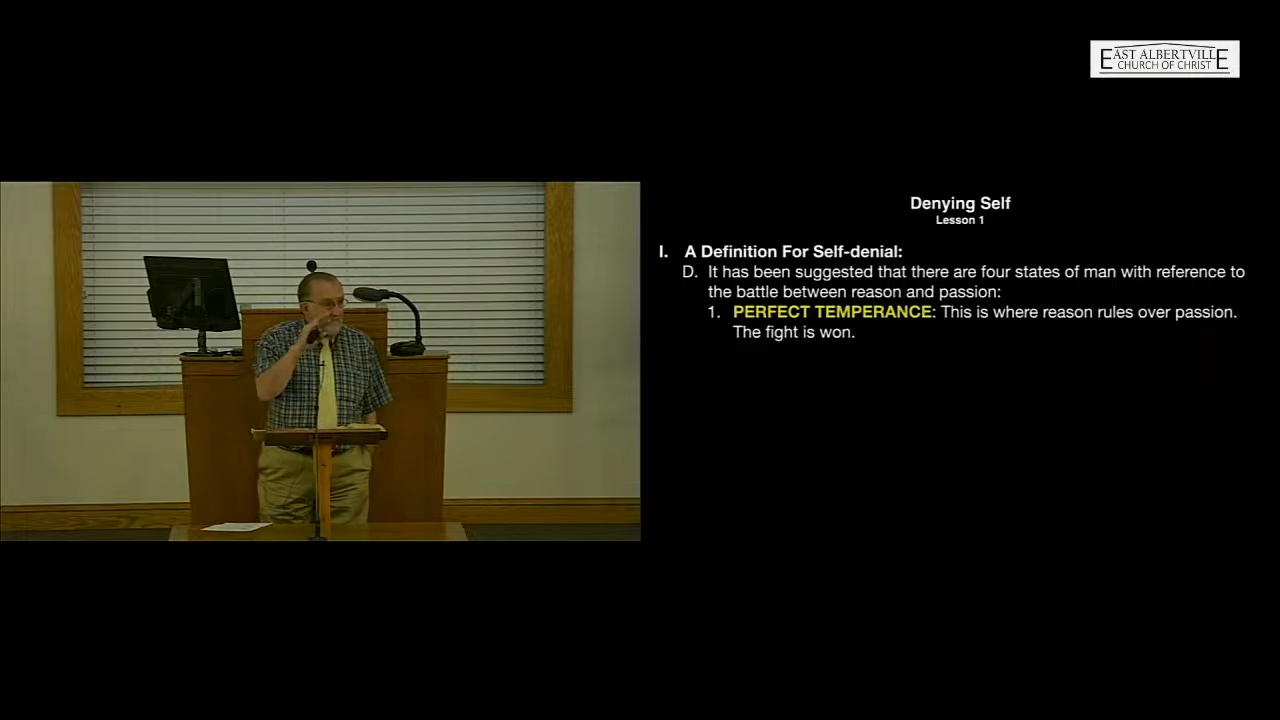 EAST ALBERTVILLE
CHURCH OF CHRIST
Denying Self
Lesson 1
I. A Definition For Self-denial:
D. It has been suggested that there are four states of man with reference to
the battle between reason and passion:
1. PERFECT TEMPERANCE: This is where reason rules over passion.
The fight is won.